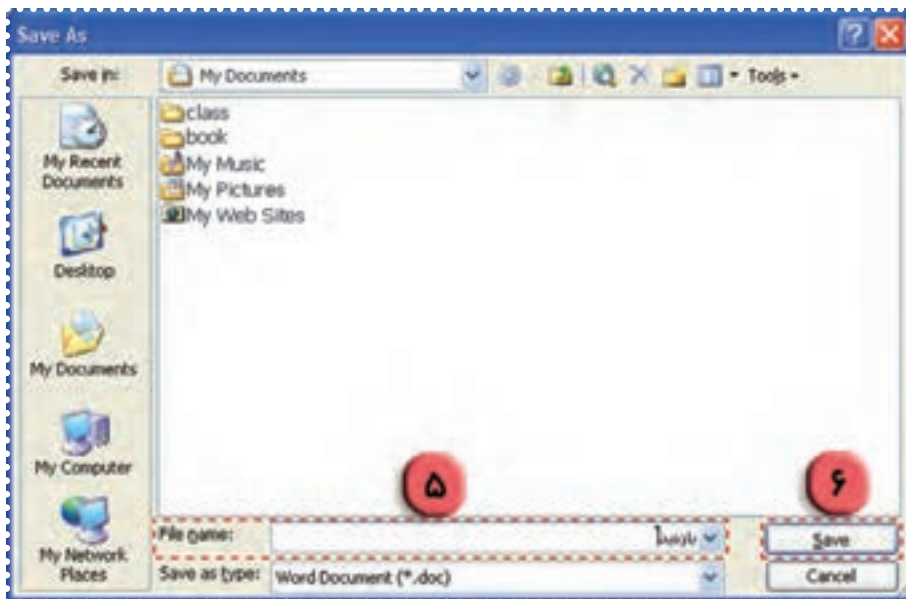 Save As
Save in: My Documents Tools
class
book
My Music
My Pictures
My Web Sites
My Recent Documents
Desktop
My Documents
My Computer
My Network Places
۵
۶
File name: بازدید۱
Save
Save as type: Word Document (*.doc)
Cancel